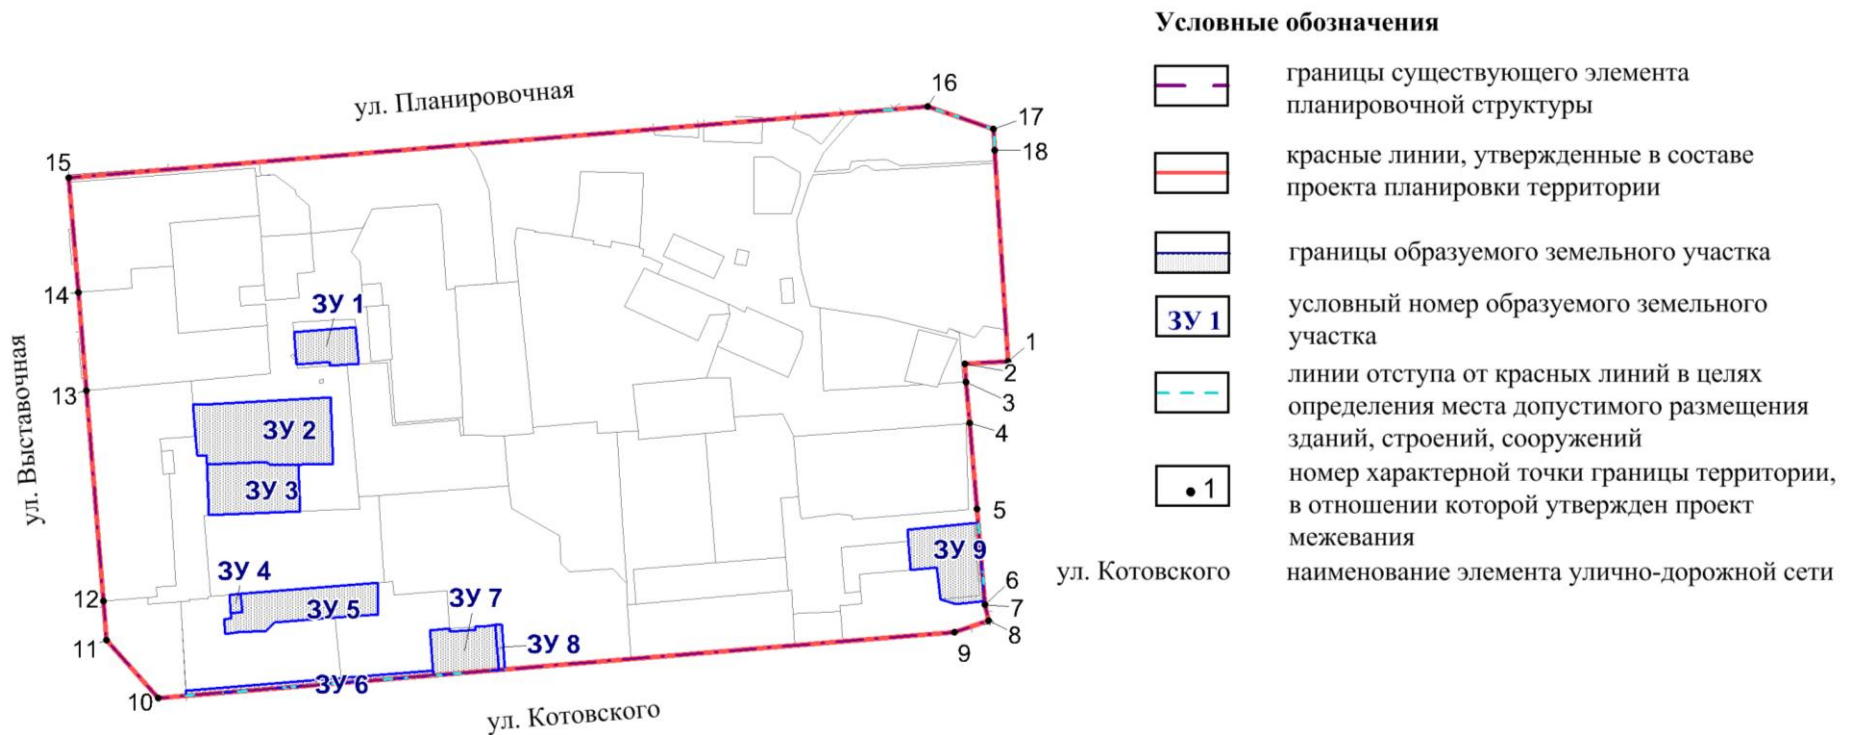 ул. Планировочная
16
17
18
15
14
ЗУ 1
1
2
3
13
4
ЗУ 2
ул. Выставочная
ЗУ 3
5
ЗУ 9
ЗУ 4
6
12
ЗУ 5
ЗУ 7
7
8
11
ЗУ 8
9
ЗУ 6
10
ул. Котовского
Условные обозначения
границы существующего элемента
планировочной структуры
красные линии, утвержденные в составе
проекта планировки территории
границы образуемого земельного участка
ЗУ 1
условный номер образуемого земельного
участка
линии отступа от красных линий в целях
определения места допустимого размещения
зданий, строений, сооружений
1
номер характерной точки границы территории,
в отношении которой утвержден проект
межевания
ул. Котовского
наименование элемента улично-дорожной сети